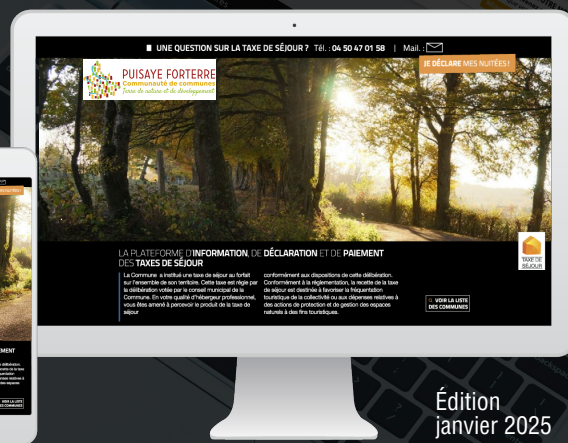 UNE QUESTION SUR LA TAXE DE SÉJOUR ? Tél. : 04 50 47 01 58 | Mail. :
JE DÉCLARE MES NUITÉES !
PUISAYE FORTERRE
Communauté de communes
Terre de nature et de développement
LA PLATEFORME D'INFORMATION, DE DÉCLARATION ET DE PAIEMENT
DES TAXES DE SÉJOUR
La Commune a institué une taxe de séjour au forfait
sur l'ensemble de son territoire. Cette taxe est régie par
la délibération votée par le conseil municipal de la
Commune. En votre qualité d'hébergeur professionnel,
vous êtes amené à percevoir le produit de la taxe de
séjour
conformément aux dispositions de cette délibération.
Conformément à la réglementation, la recette de la taxe
de séjour est destinée à favoriser la fréquentation
touristique de la collectivité ou aux dépenses relatives à
des actions de protection et de gestion des espaces
naturels à des fins touristiques.
TAXE DE
SÉJOUR
VOIR LA LISTE
DES COMMUNES
Édition
janvier 2025